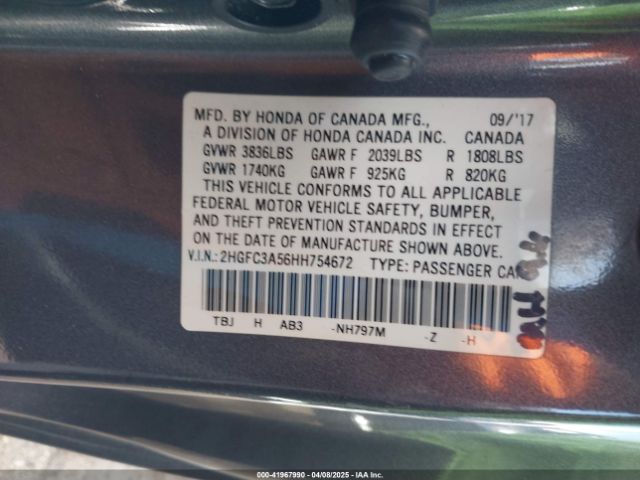 MFD. BY HONDA OF CANADA MFG., 09/'17
A DIVISION OF HONDA CANADA INC. CANADA
GVWR 3836LBS GAWR F 2039LBS R 1808LBS
GVWR 1740KG GAWR F 925KG R 820KG
THIS VEHICLE CONFORMS TO ALL APPLICABLE
FEDERAL MOTOR VEHICLE SAFETY, BUMPER,
AND THEFT PREVENTION STANDARDS IN EFFECT
ON THE DATE OF MANUFACTURE SHOWN ABOVE.
V.I.N.: 2HGFC3A56HH754672 TYPE: PASSENGER CA
TBJ H AB3 -NH797M -Z -H
000-41967990 04/08/2025 IAA Inc.